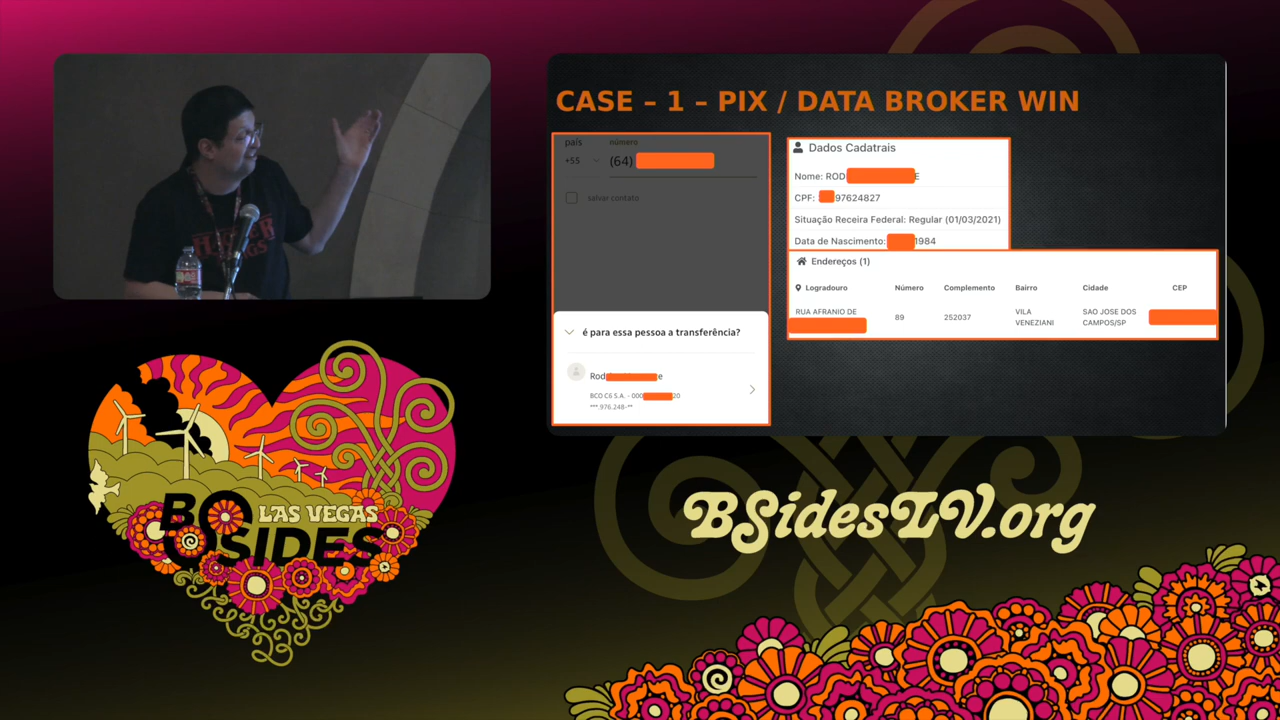 CASE – 1 – PIX / DATA BROKER WIN
país
número
+55
(64)
salvar contato
é para essa pessoa a transferência?
Rod e
BCO C6 S.A. - 000 20
***.976.248-**
Dados Cadatrais
Nome: ROD E
CPF: 97624827
Situação Receira Federal: Regular (01/03/2021)
Data de Nascimento: 1984
Endereços (1)
Logradouro Número Complemento Bairro Cidade CEP
RUA AFRANIO DE 89 252037 VILA VENEZIANI SAO JOSE DOS CAMPOS/SP
BSIDES
LAS VEGAS
BSidesLV.org